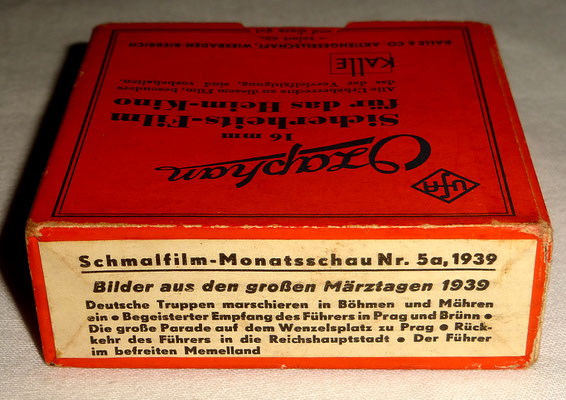 Schmalfilm-Monatsschau Nr. 5a, 1939
Bilder aus den großen Märztagen 1939
Deutsche Truppen marschieren in Böhmen und Mähren
ein • Begeisterter Empfang des Führers in Prag und Brünn •
Die große Parade auf dem Wenzelsplatz zu Prag • Rück-
kehr des Führers in die Reichshauptstadt • Der Führer
im befreiten Memelland
UFA
Ozaphan
16 mm
Sicherheits-Film
für das Heim-Kino
Alle Urheberrechte an diesem Film, besonders
das der Vervielfältigung, sind vorbehalten.
KALLE
KALLE & CO. AKTIENGESELLSCHAFT, WIESBADEN-BIEBRICH